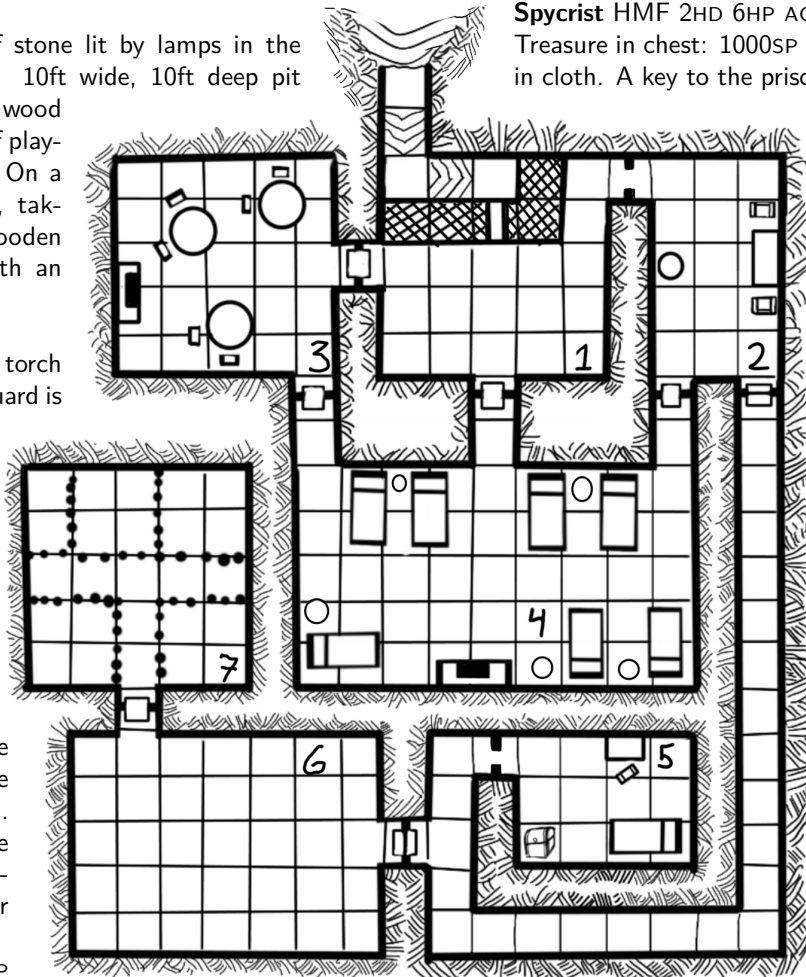 f stone lit by lamps in the
10ft wide, 10ft deep pit
wood
f play-
On a
, tak-
ooden
th an
torch
uard is
e
e
.
e
-
r
P
Spycrist HMF 2HD 6HP AC
Treasure in chest: 1000SP
in cloth. A key to the priso
3
1
2
4
7
6
5